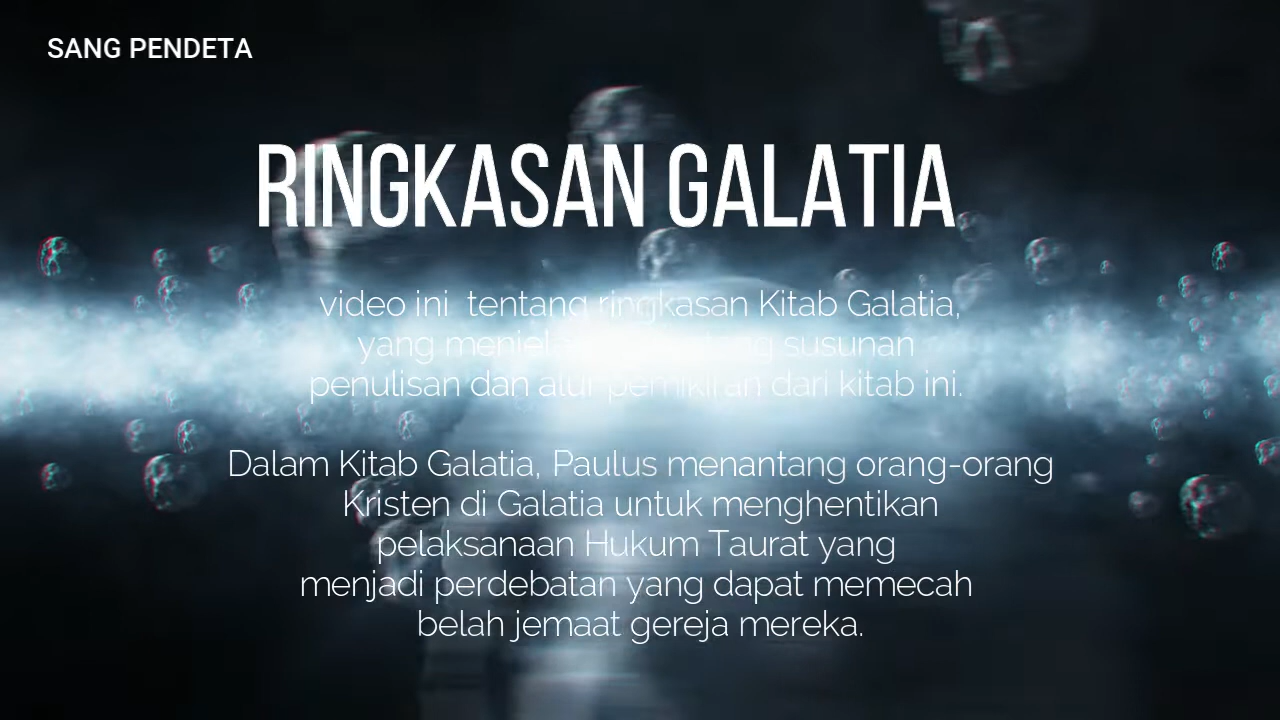 SANG PENDETA
RINGKASAN GALATIA
video ini tentang ringkasan Kitab Galatia,
yang menjelaskan tentang susunan
penulisan dan alur pemikiran dari kitab ini.
Dalam Kitab Galatia, Paulus menantang orang-orang
Kristen di Galatia untuk menghentikan
pelaksanaan Hukum Taurat yang
menjadi perdebatan yang dapat memecah
belah jemaat gereja mereka.